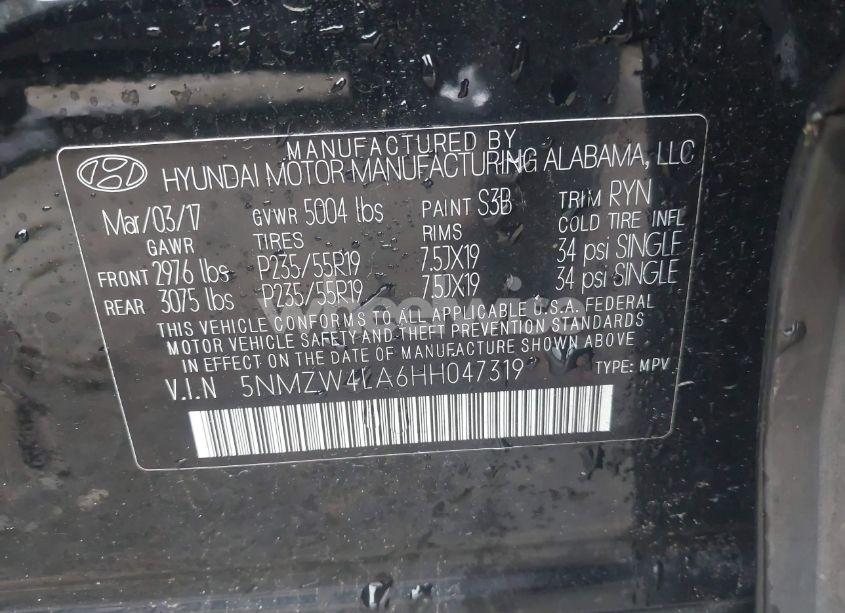 MANUFACTURED BY
HYUNDAI MOTOR MANUFACTURING ALABAMA, LLC
Mar/03/17 GVWR 5004 lbs PAINT S3B TRIM RYN
GAWR TIRES RIMS COLD TIRE INFL
FRONT 2976 lbs P235/55R19 7.5JX19 34 psi SINGLE
REAR 3075 lbs P235/55R19 7.5JX19 34 psi SINGLE
THIS VEHICLE CONFORMS TO ALL APPLICABLE U.S.A. FEDERAL
MOTOR VEHICLE SAFETY AND THEFT PREVENTION STANDARDS
IN EFFECT ON THE DATE OF MANUFACTURE SHOWN ABOVE
V.I.N 5NMZW4LA6HH047319 TYPE: MPV